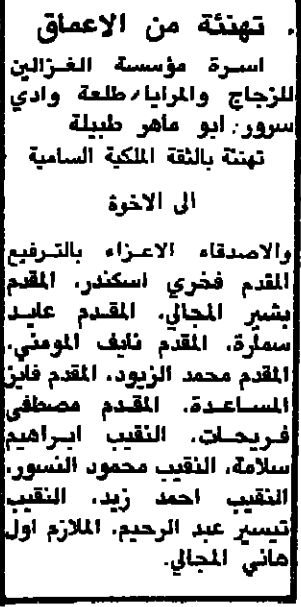 . تهنئة من الاعماق
اسرة مؤسسة الغزالين
للزجاج والمرايا/طلعة وادي
سرور: ابو ماهر طبيلة
تهنئة بالثقة الملكية السامية
الى الاخوة
والاصدقاء الاعزاء بالترفيع
المقدم فخري اسكندر، المقدم
بشير المجالي، المقدم عايد
سمارة، المقدم نايف المومني،
المقدم محمد الزيود، المقدم فايز
المساعدة، المقدم مصطفى
فريحات، النقيب ابراهيم
سلامة، النقيب محمود النسور،
النقيب احمد زيد، النقيب
تيسير عبد الرحيم، الملازم اول
هاني المجالي.